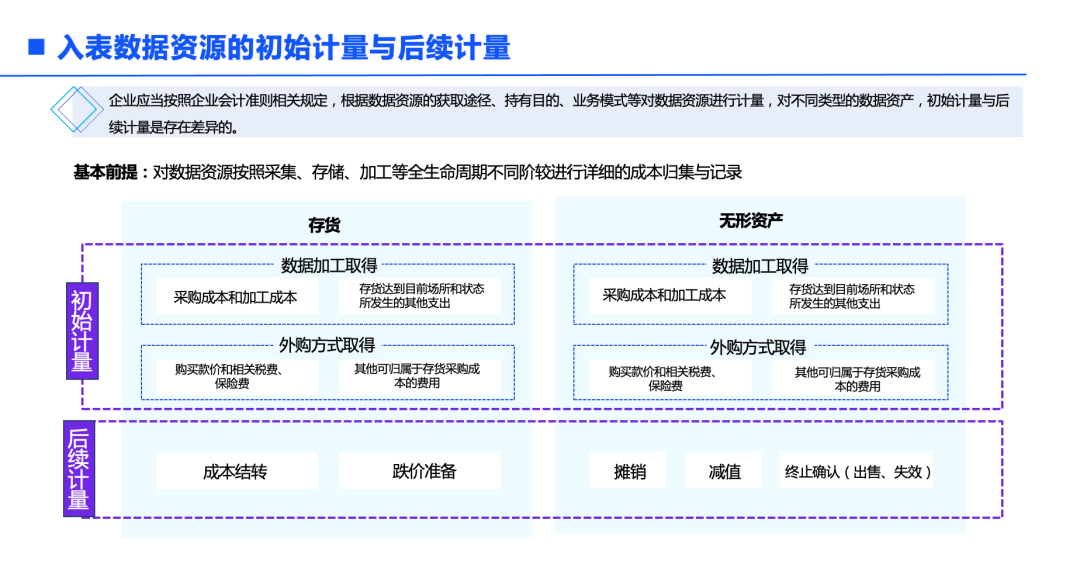 入表数据资源的初始计量与后续计量
企业应当按照企业会计准则相关规定，根据数据资源的获取途径、持有目的、业务模式等对数据资源进行计量，对不同类型的数据资产，初始计量与后
续计量是存在差异的。
基本前提：对数据资源按照采集、存储、加工等全生命周期不同阶较进行详细的成本归集与记录
存货
无形资产
初始计量
数据加工取得
采购成本和加工成本
存货达到目前场所和状态
所发生的其他支出
外购方式取得
购买款价和相关税费、
保险费
其他可归属于存货采购成
本的费用
数据加工取得
采购成本和加工成本
存货达到目前场所和状态
所发生的其他支出
外购方式取得
购买款价和相关税费、
保险费
其他可归属于存货采购成
本的费用
后续计量
成本结转
跌价准备
摊销
减值
终止确认（出售、失效）